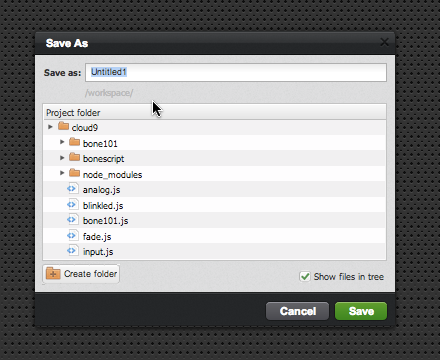 Save As
Save as: Untitled1
/workspace/
Project folder
cloud9
bone101
bonescript
node_modules
analog.js
blinkled.js
bone101.js
fade.js
input.js
Create folder
Show files in tree
Cancel Save